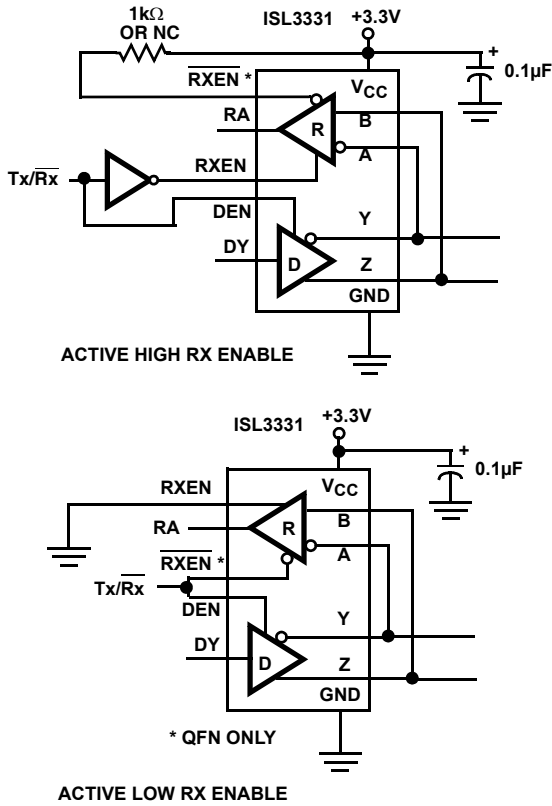 1kΩ
OR NC
ISL3331
+3.3V
+
0.1µF
RXEN *
VCC
RA
R
B
A
Tx/Rx
RXEN
DEN
Y
DY
D
Z
GND
ACTIVE HIGH RX ENABLE
ISL3331
+3.3V
+
0.1µF
RXEN
VCC
RA
R
B
RXEN *
A
Tx/Rx
DEN
Y
DY
D
Z
GND
* QFN ONLY
ACTIVE LOW RX ENABLE